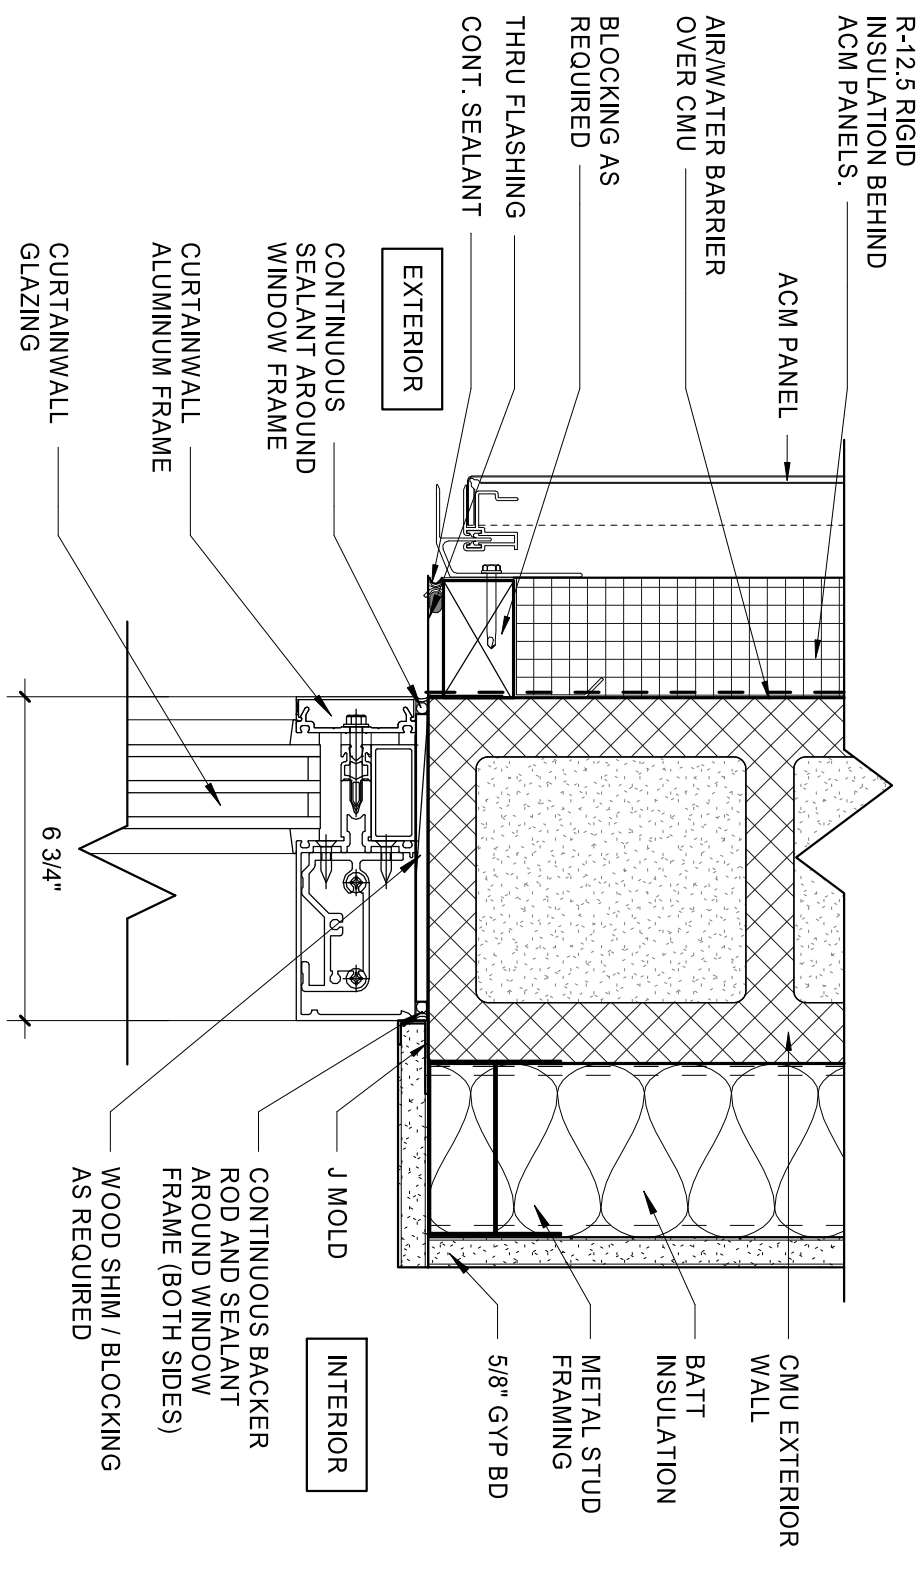 R-12.5 RIGID
INSULATION BEHIND
ACM PANELS.
AIR/WATER BARRIER
OVER CMU
BLOCKING AS
REQUIRED
THRU FLASHING
CONT. SEALANT
ACM PANEL
EXTERIOR
CONTINUOUS
SEALANT AROUND
WINDOW FRAME
CURTAINWALL
ALUMINUM FRAME
CURTAINWALL
GLAZING
6 3/4"
CMU EXTERIOR
WALL
BATT
INSULATION
METAL STUD
FRAMING
5/8" GYP BD
INTERIOR
J MOLD
CONTINUOUS BACKER
ROD AND SEALANT
AROUND WINDOW
FRAME (BOTH SIDES)
WOOD SHIM / BLOCKING
AS REQUIRED